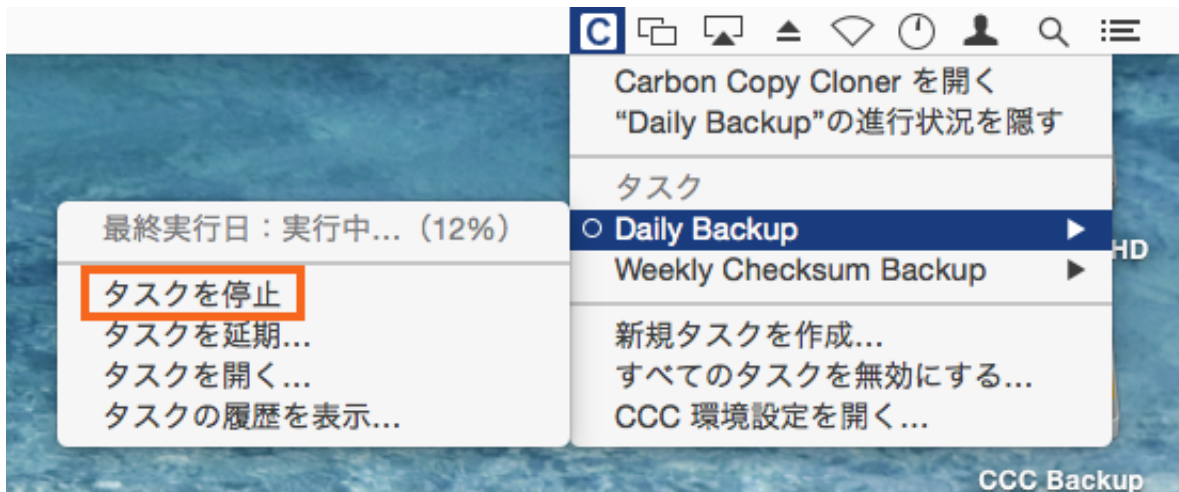 C
Carbon Copy Cloner を開く
“Daily Backup”の進行状況を隠す
タスク
Daily Backup
HD
Weekly Checksum Backup
新規タスクを作成...
すべてのタスクを無効にする...
CCC 環境設定を開く...
最終実行日：実行中...（12%）
タスクを停止
タスクを延期...
タスクを開く...
タスクの履歴を表示...
CCC Backup